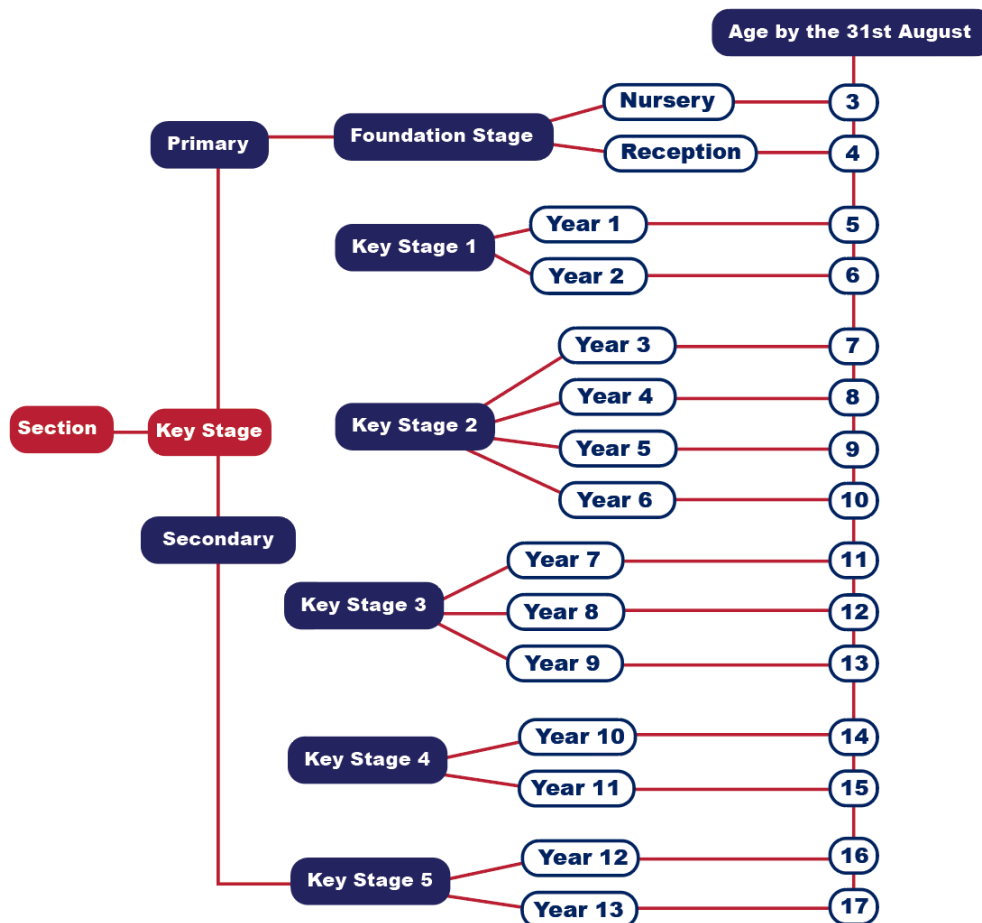 Age by the 31st August
Nursery
3
Primary
Foundation Stage
Reception
4
Key Stage 1
Year 1
5
Year 2
6
Year 3
7
Section
Key Stage
Key Stage 2
Year 4
8
Year 5
9
Year 6
10
Secondary
Key Stage 3
Year 7
11
Year 8
12
Year 9
13
Key Stage 4
Year 10
14
Year 11
15
Key Stage 5
Year 12
16
Year 13
17